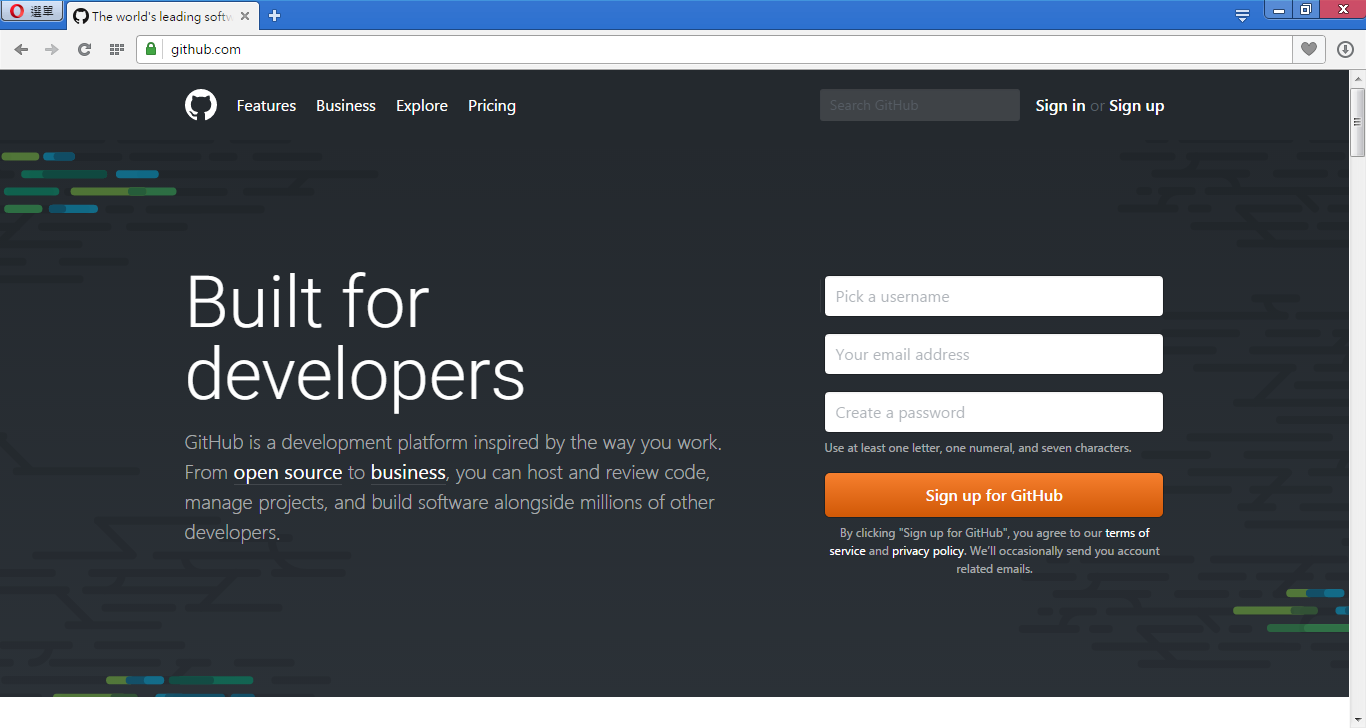 選單
The world's leading softw
github.com
Features Business Explore Pricing
Search GitHub
Sign in or Sign up
Built for
developers
GitHub is a development platform inspired by the way you work.
From open source to business, you can host and review code,
manage projects, and build software alongside millions of other
developers.
Pick a username
Your email address
Create a password
Use at least one letter, one numeral, and seven characters.
Sign up for GitHub
By clicking "Sign up for GitHub", you agree to our terms of
service and privacy policy. We’ll occasionally send you account
related emails.